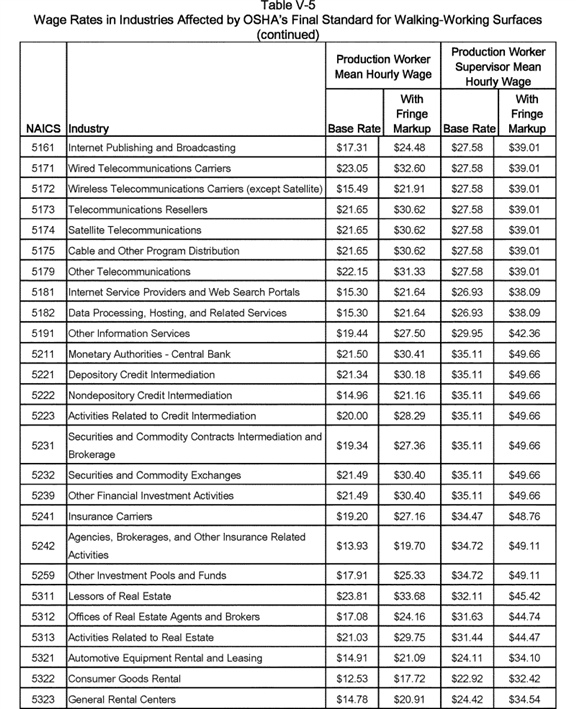 Table V-5
Wage Rates in Industries Affected by OSHA's Final Standard for Walking-Working Surfaces
(continued)
Production Worker Mean Hourly Wage Production Worker Supervisor Mean Hourly Wage
NAICS Industry Base Rate With Fringe Markup Base Rate With Fringe Markup
5161 Internet Publishing and Broadcasting $17.31 $24.48 $27.58 $39.01
5171 Wired Telecommunications Carriers $23.05 $32.60 $27.58 $39.01
5172 Wireless Telecommunications Carriers (except Satellite) $15.49 $21.91 $27.58 $39.01
5173 Telecommunications Resellers $21.65 $30.62 $27.58 $39.01
5174 Satellite Telecommunications $21.65 $30.62 $27.58 $39.01
5175 Cable and Other Program Distribution $21.65 $30.62 $27.58 $39.01
5179 Other Telecommunications $22.15 $31.33 $27.58 $39.01
5181 Internet Service Providers and Web Search Portals $15.30 $21.64 $26.93 $38.09
5182 Data Processing, Hosting, and Related Services $15.30 $21.64 $26.93 $38.09
5191 Other Information Services $19.44 $27.50 $29.95 $42.36
5211 Monetary Authorities - Central Bank $21.50 $30.41 $35.11 $49.66
5221 Depository Credit Intermediation $21.34 $30.18 $35.11 $49.66
5222 Nondepository Credit Intermediation $14.96 $21.16 $35.11 $49.66
5223 Activities Related to Credit Intermediation $20.00 $28.29 $35.11 $49.66
5231 Securities and Commodity Contracts Intermediation and Brokerage $19.34 $27.36 $35.11 $49.66
5232 Securities and Commodity Exchanges $21.49 $30.40 $35.11 $49.66
5239 Other Financial Investment Activities $21.49 $30.40 $35.11 $49.66
5241 Insurance Carriers $19.20 $27.16 $34.47 $48.76
5242 Agencies, Brokerages, and Other Insurance Related Activities $13.93 $19.70 $34.72 $49.11
5259 Other Investment Pools and Funds $17.91 $25.33 $34.72 $49.11
5311 Lessors of Real Estate $23.81 $33.68 $32.11 $45.42
5312 Offices of Real Estate Agents and Brokers $17.08 $24.16 $31.63 $44.74
5313 Activities Related to Real Estate $21.03 $29.75 $31.44 $44.47
5321 Automotive Equipment Rental and Leasing $14.91 $21.09 $24.11 $34.10
5322 Consumer Goods Rental $12.53 $17.72 $22.92 $32.42
5323 General Rental Centers $14.78 $20.91 $24.42 $34.54